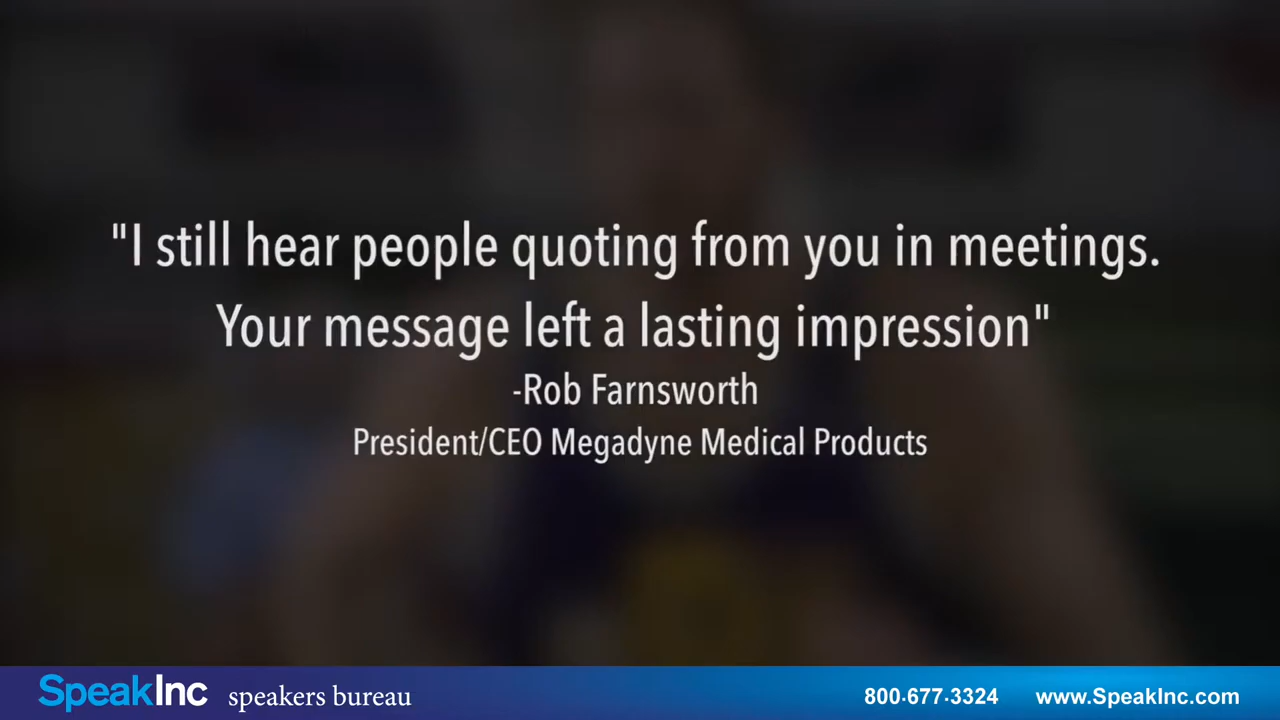 "I still hear people quoting from you in meetings.
Your message left a lasting impression"
-Rob Farnsworth
President/CEO Megadyne Medical Products
SpeakInc speakers bureau 800-677-3324 www.SpeakInc.com